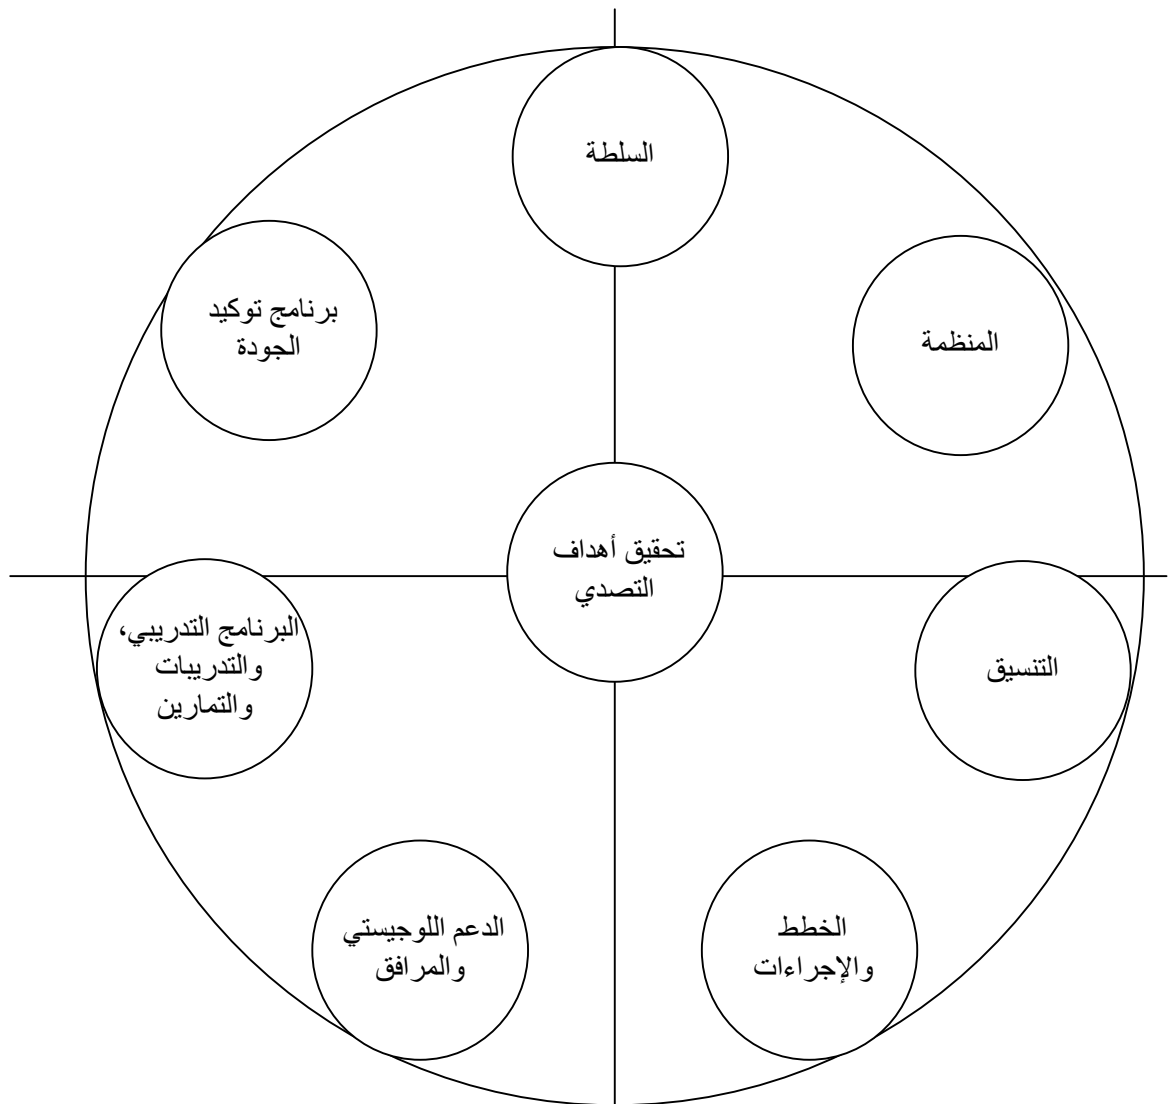 السلطة
المنظمة
التنسيق
الخطط
والإجراءات
الدعم اللوجيستي
والمرافق
البرنامج التدريبي،
والتدريبات
والتمارين
برنامج توكيد
الجودة
تحقيق أهداف
التصدي